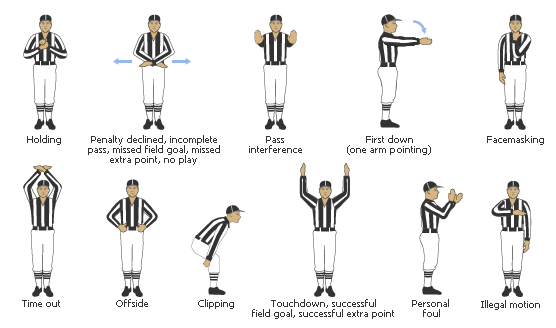 Holding
Penalty declined, incomplete
pass, missed field goal, missed
extra point, no play
Pass
interference
First down
(one arm pointing)
Facemasking
Time out
Offside
Clipping
Touchdown, successful
field goal, successful extra point
Personal
foul
Illegal motion